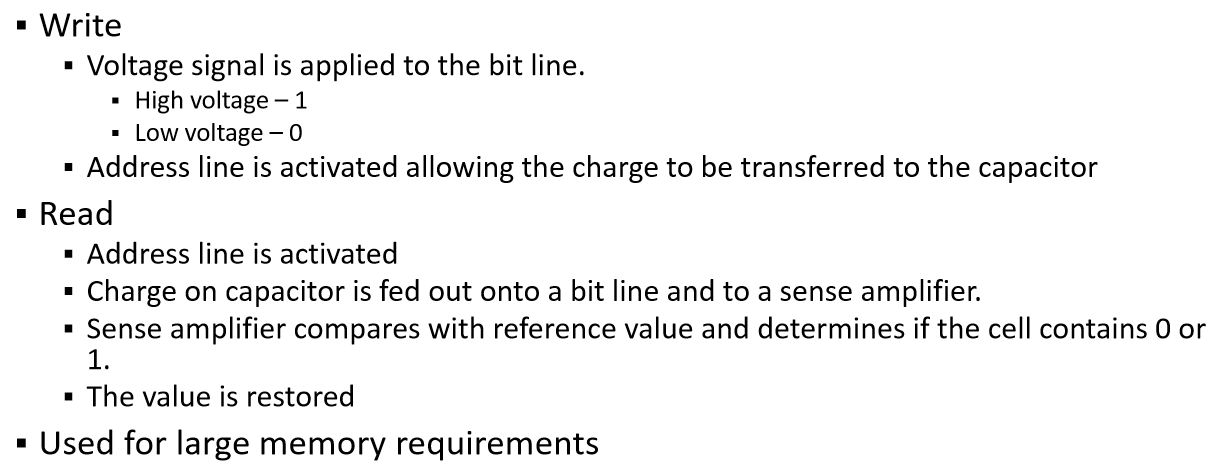 ▪ Write
▪ Voltage signal is applied to the bit line.
▪ High voltage – 1
▪ Low voltage – 0
▪ Address line is activated allowing the charge to be transferred to the capacitor
▪ Read
▪ Address line is activated
▪ Charge on capacitor is fed out onto a bit line and to a sense amplifier.
▪ Sense amplifier compares with reference value and determines if the cell contains 0 or
1.
▪ The value is restored
▪ Used for large memory requirements